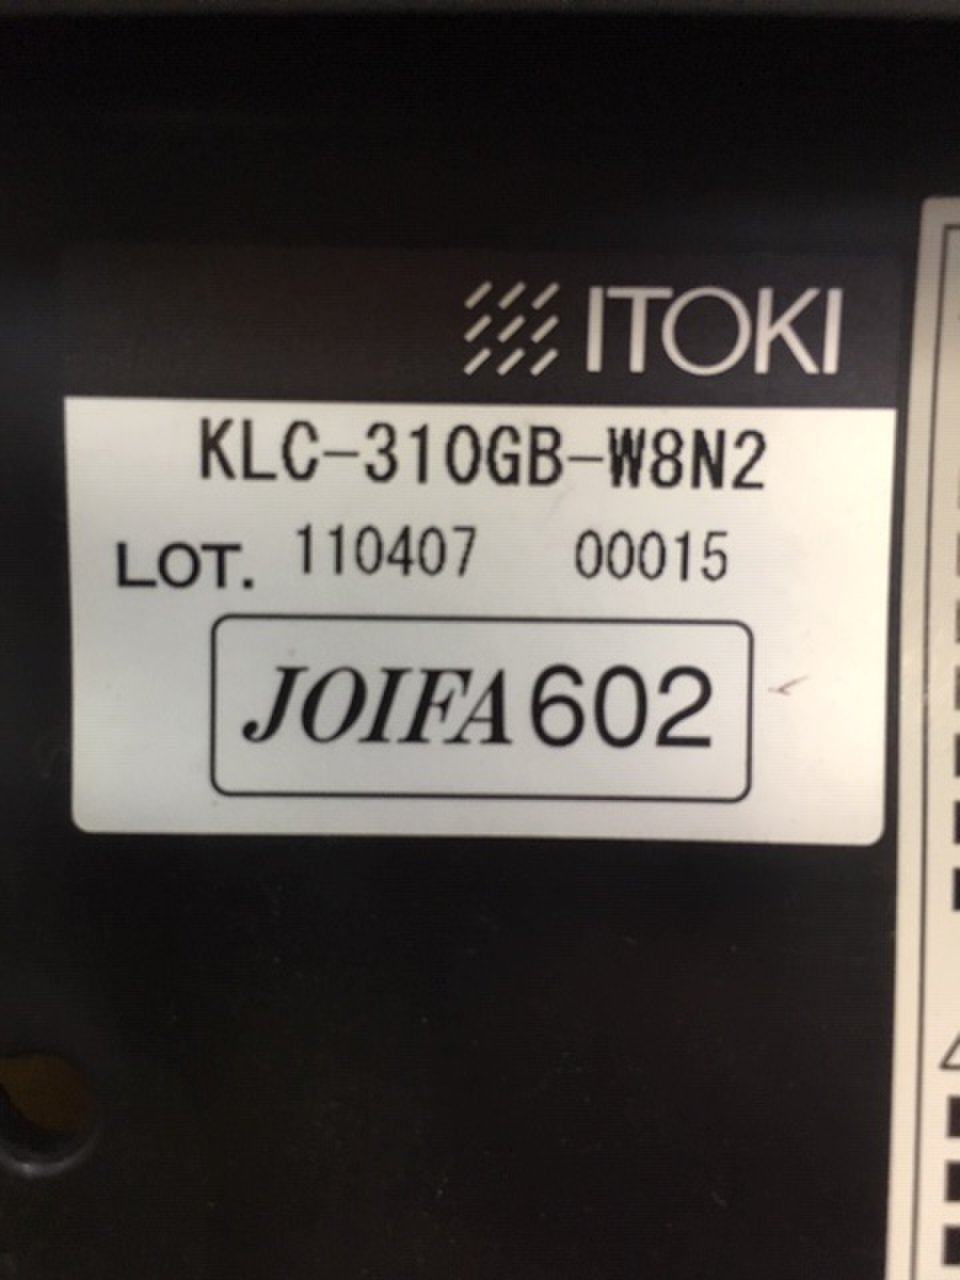 ITOKI
KLC-310GB-W8N2
LOT. 110407 00015
JOIFA 602